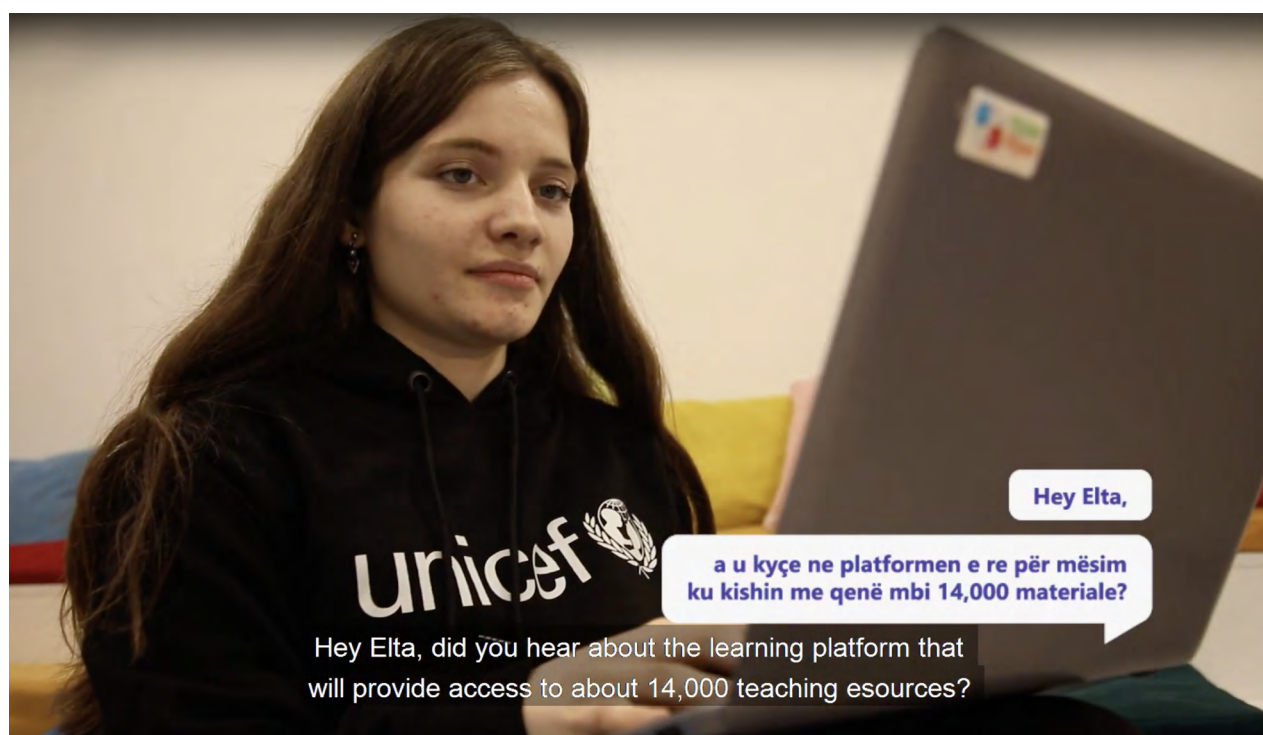 unicef
Hey Elta,
a u kyçe ne platformen e re për mësim
ku kishin me qenë mbi 14,000 materiale?
Hey Elta, did you hear about the learning platform that
will provide access to about 14,000 teaching esources?